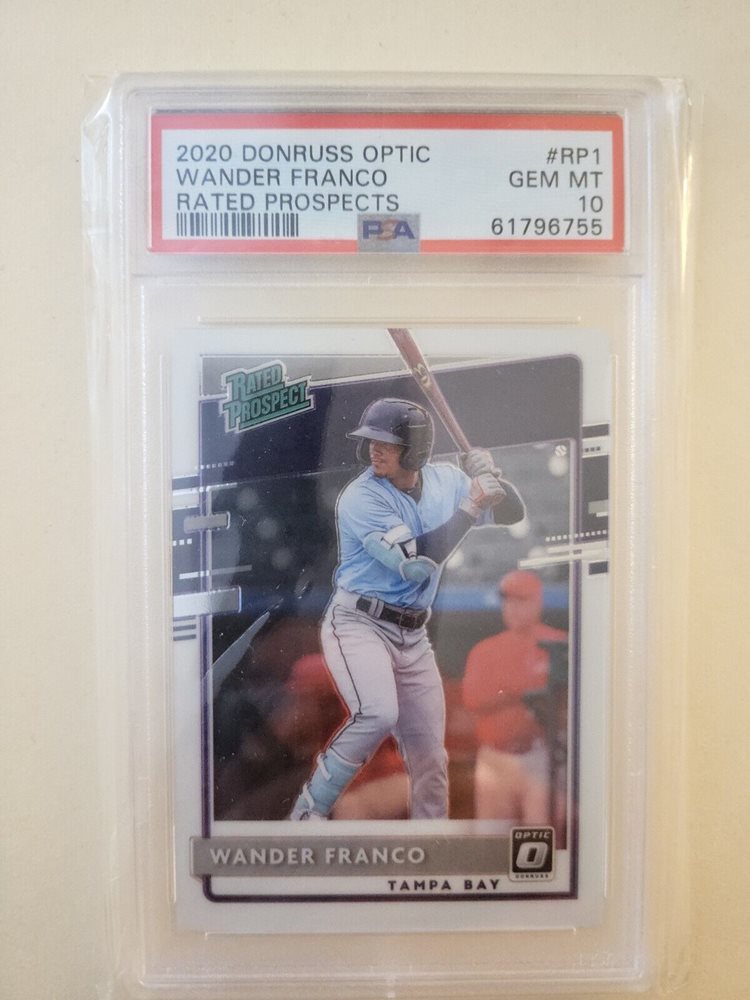 2020 DONRUSS OPTIC #RP1
WANDER FRANCO GEM MT
RATED PROSPECTS 10
PSA 61796755
RATED
PROSPECT
WANDER FRANCO
OPTIC
O
DONRUSS
TAMPA BAY